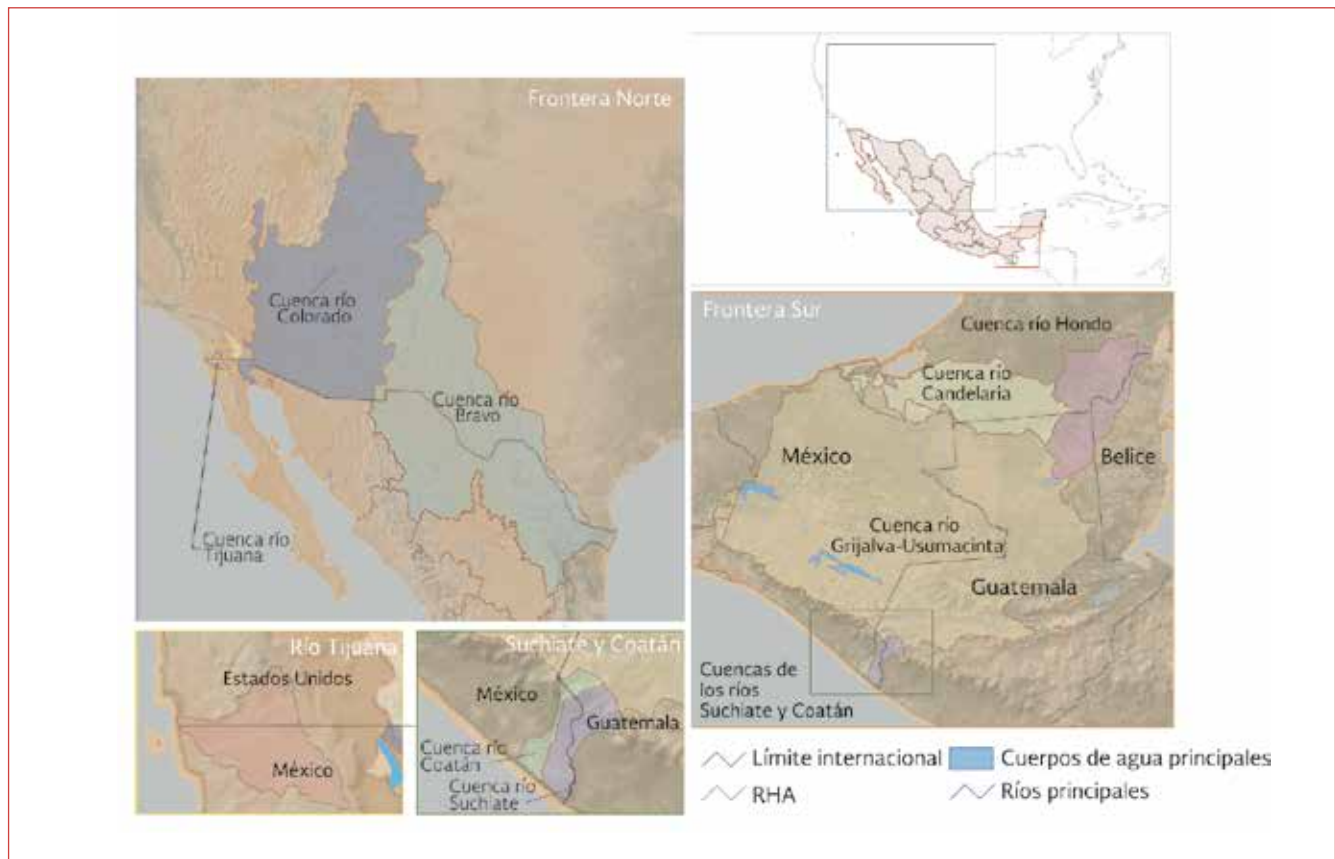 Frontera Norte
Cuenca río
Colorado
Cuenca río
Bravo
Cuenca río
Tijuana
Frontera Sur
Cuenca río Hondo
Cuenca río
Candelaria
México
Belice
Cuenca río
Grijalva-Usumacinta
Guatemala
Cuencas de
los ríos
Suchiate y Coatán
Río Tijuana
Estados Unidos
México
Suchiate y Coatán
México
Guatemala
Cuenca río
Coatán
Cuenca río
Suchiate
Límite internacional
Cuerpos de agua principales
RHA
Ríos principales